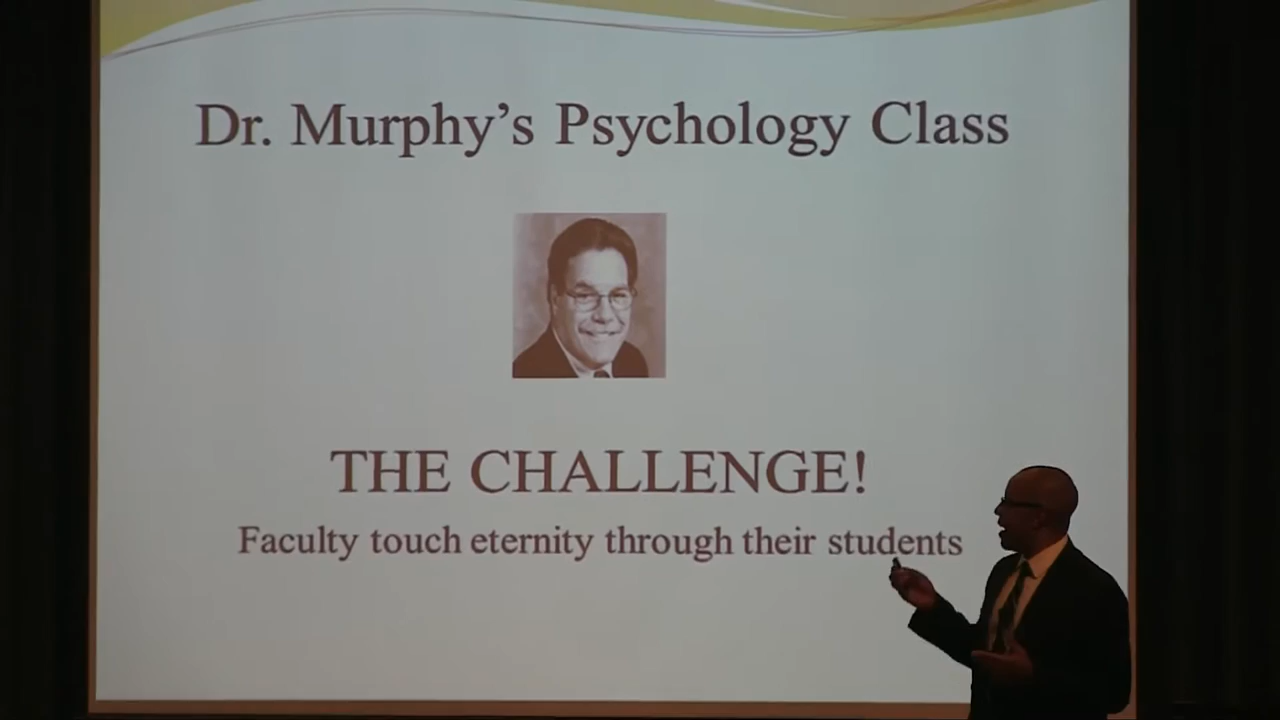 Dr. Murphy's Psychology Class
THE CHALLENGE!
Faculty touch eternity through their students